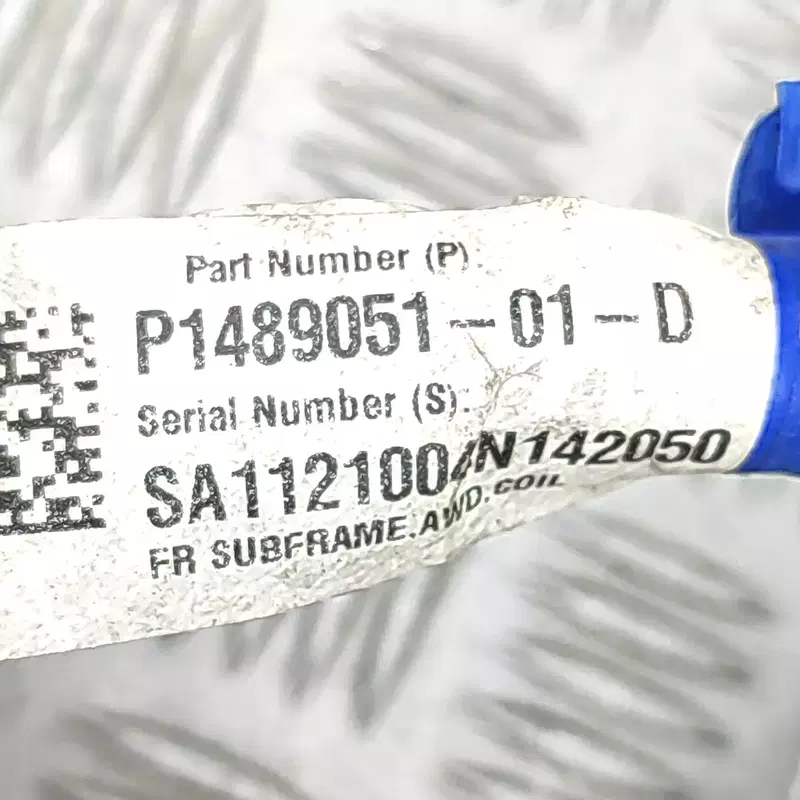 Part Number (P):
P1489051-01-D
Serial Number (S):
SA1121004N142050
FR SUBFRAME.AWD.COIL